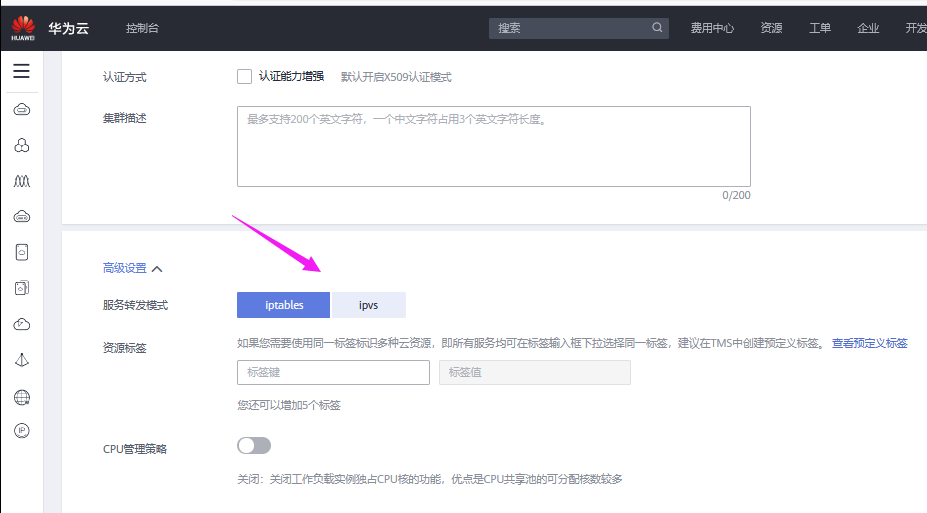 HUAWEI 华为云 控制台 搜索 费用中心 资源 工单 企业 开发
认证方式 认证能力增强 默认开启X509认证模式
集群描述 最多支持200个英文字符，一个中文字符占用3个英文字符长度。
0/200
高级设置
服务转发模式 iptables ipvs
资源标签 如果您需要使用同一标签标识多种云资源，即所有服务均可在标签输入框下拉选择同一标签，建议在TMS中创建预定义标签。 查看预定义标签
标签键 标签值
您还可以增加5个标签
CPU管理策略
关闭：关闭工作负载实例独占CPU核的功能，优点是CPU共享池的可分配核数较多
IP